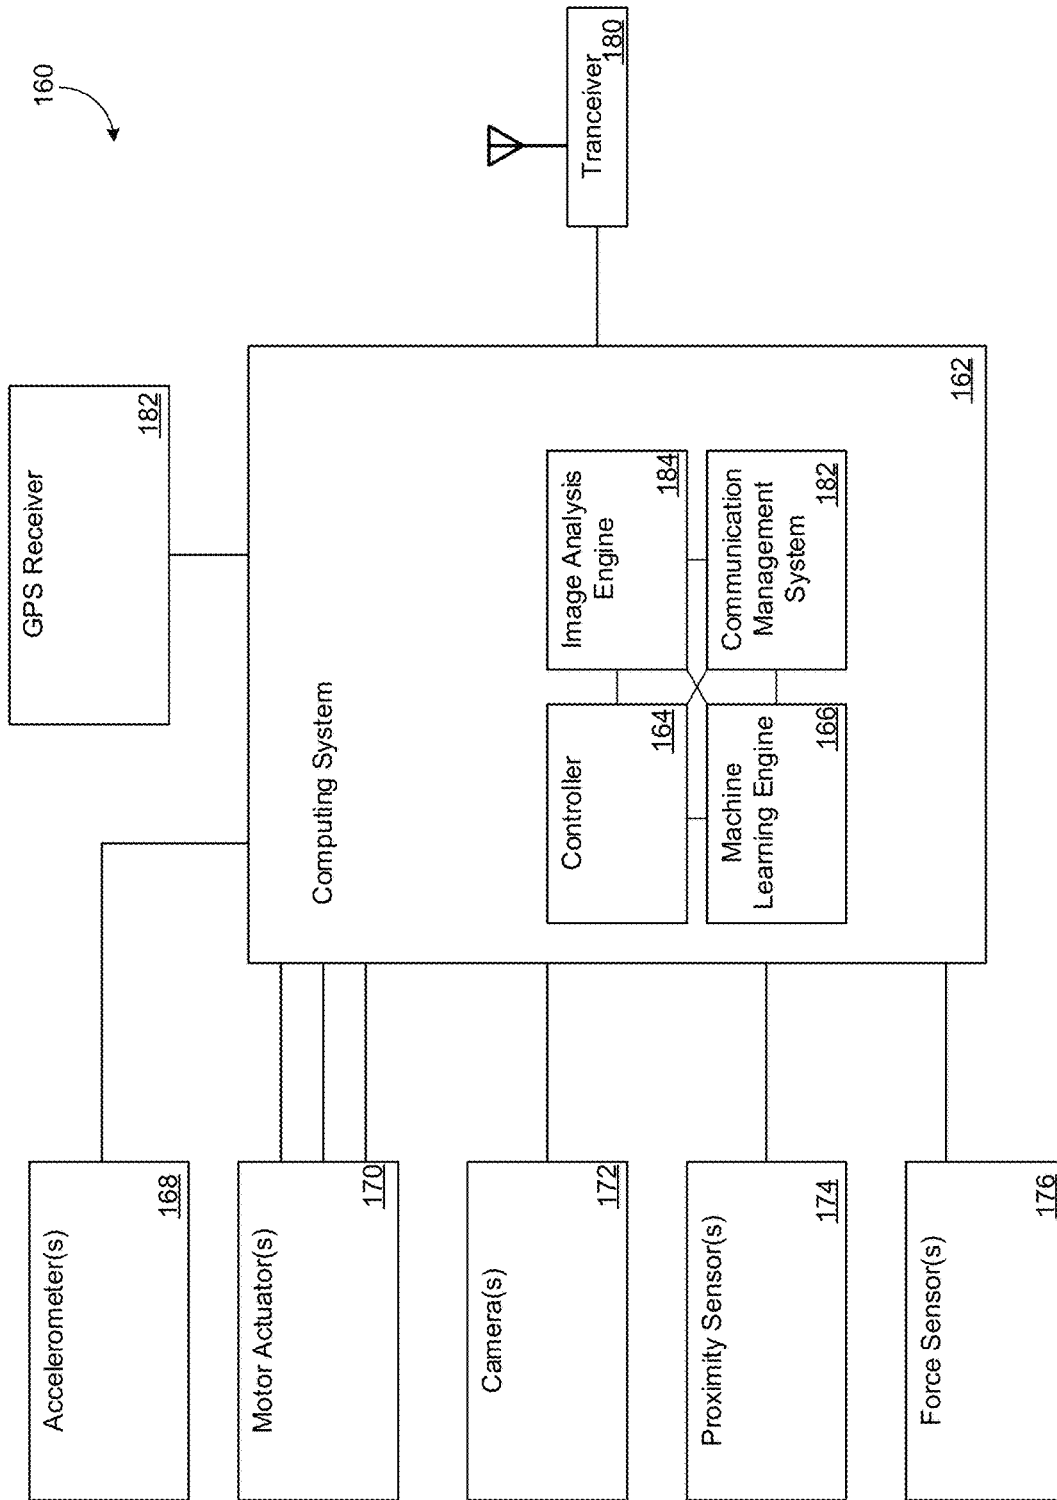 160
Accelerometer(s)
168
Motor Actuator(s)
170
Camera(s)
172
Proximity Sensor(s)
174
Force Sensor(s)
176
GPS Receiver
182
Computing System
162
Controller
164
Image Analysis
Engine
184
Machine
Learning Engine
166
Communication
Management
System
182
Tranceiver
180